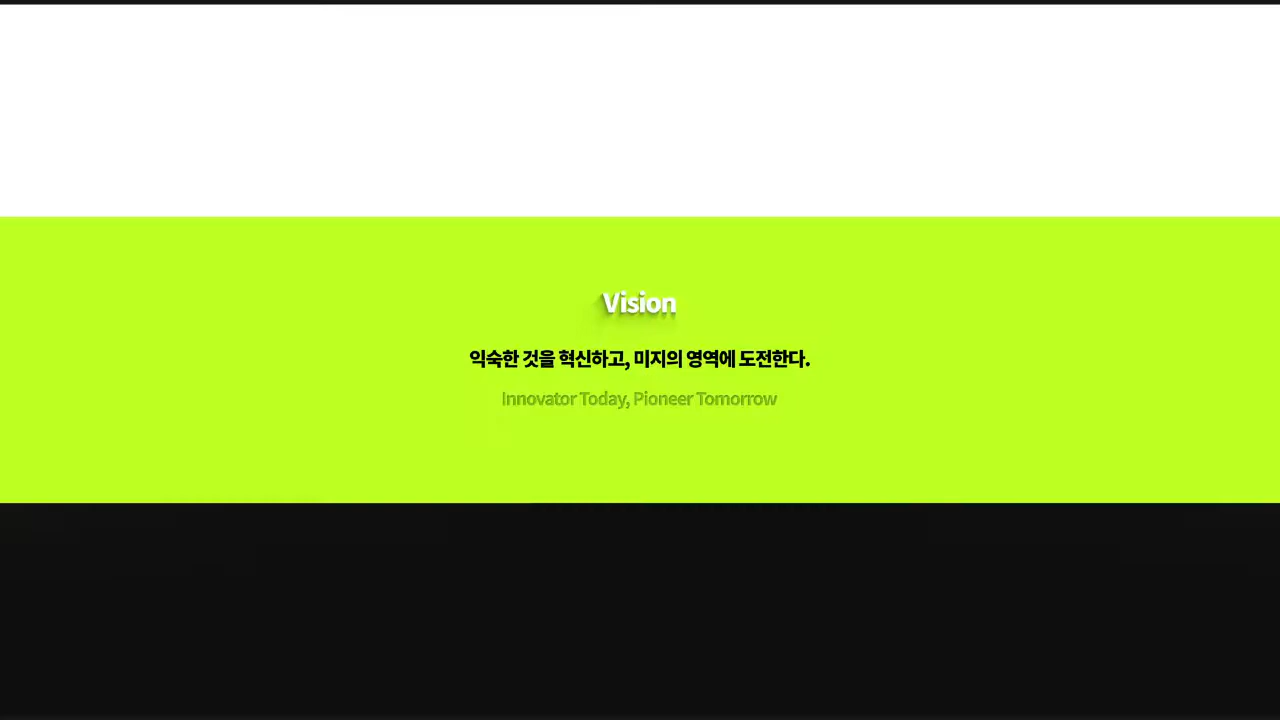 Vision
익숙한 것을 혁신하고, 미지의 영역에 도전한다.
Innovator Today, Pioneer Tomorrow